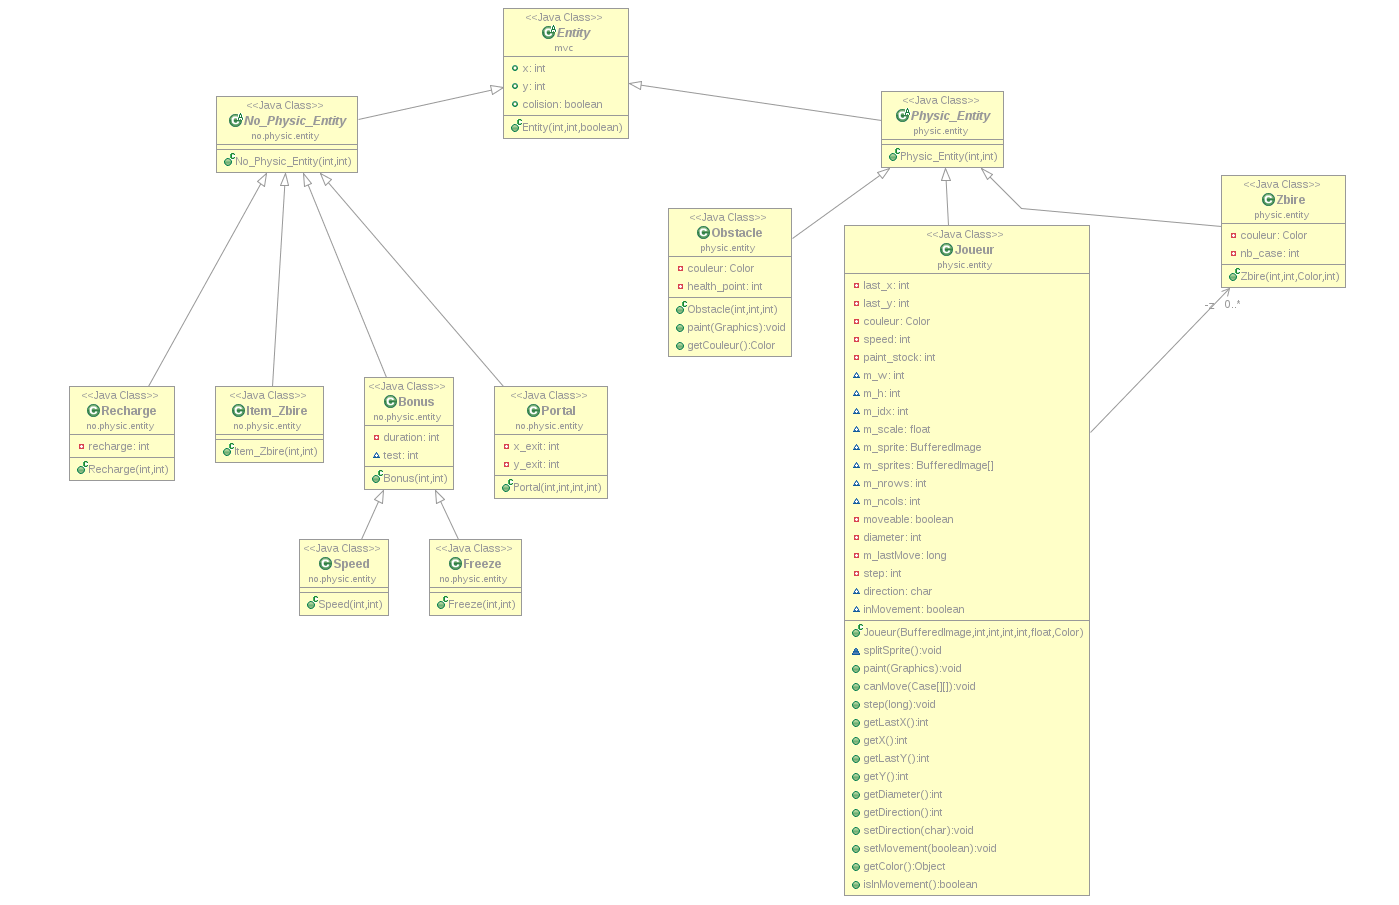 <<Java Class>>
Entity
mvc
x: int
y: int
colision: boolean
Entity(int,int,boolean)
<<Java Class>>
No_Physic_Entity
no.physic.entity
No_Physic_Entity(int,int)
<<Java Class>>
Physic_Entity
physic.entity
Physic_Entity(int,int)
<<Java Class>>
Zbire
physic.entity
couleur: Color
nb_case: int
Zbire(int,int,Color,int)
-z 0..*
<<Java Class>>
Obstacle
physic.entity
couleur: Color
health_point: int
Obstacle(int,int,int)
paint(Graphics):void
getCouleur():Color
<<Java Class>>
Joueur
physic.entity
last_x: int
last_y: int
couleur: Color
speed: int
paint_stock: int
m_w: int
m_h: int
m_idx: int
m_scale: float
m_sprite: BufferedImage
m_sprites: BufferedImage[]
m_nrows: int
m_ncols: int
moveable: boolean
diameter: int
m_lastMove: long
step: int
direction: char
inMovement: boolean
Joueur(BufferedImage,int,int,int,int,float,Color)
splitSprite():void
paint(Graphics):void
canMove(Case[][]):void
step(long):void
getLastX():int
getX():int
getLastY():int
getY():int
getDiameter():int
getDirection():int
setDirection(char):void
setMovement(boolean):void
getColor():Object
isInMovement():boolean
<<Java Class>>
Recharge
no.physic.entity
recharge: int
Recharge(int,int)
<<Java Class>>
Item_Zbire
no.physic.entity
Item_Zbire(int,int)
<<Java Class>>
Bonus
no.physic.entity
duration: int
test: int
Bonus(int,int)
<<Java Class>>
Portal
no.physic.entity
x_exit: int
y_exit: int
Portal(int,int,int,int)
<<Java Class>>
Speed
no.physic.entity
Speed(int,int)
<<Java Class>>
Freeze
no.physic.entity
Freeze(int,int)